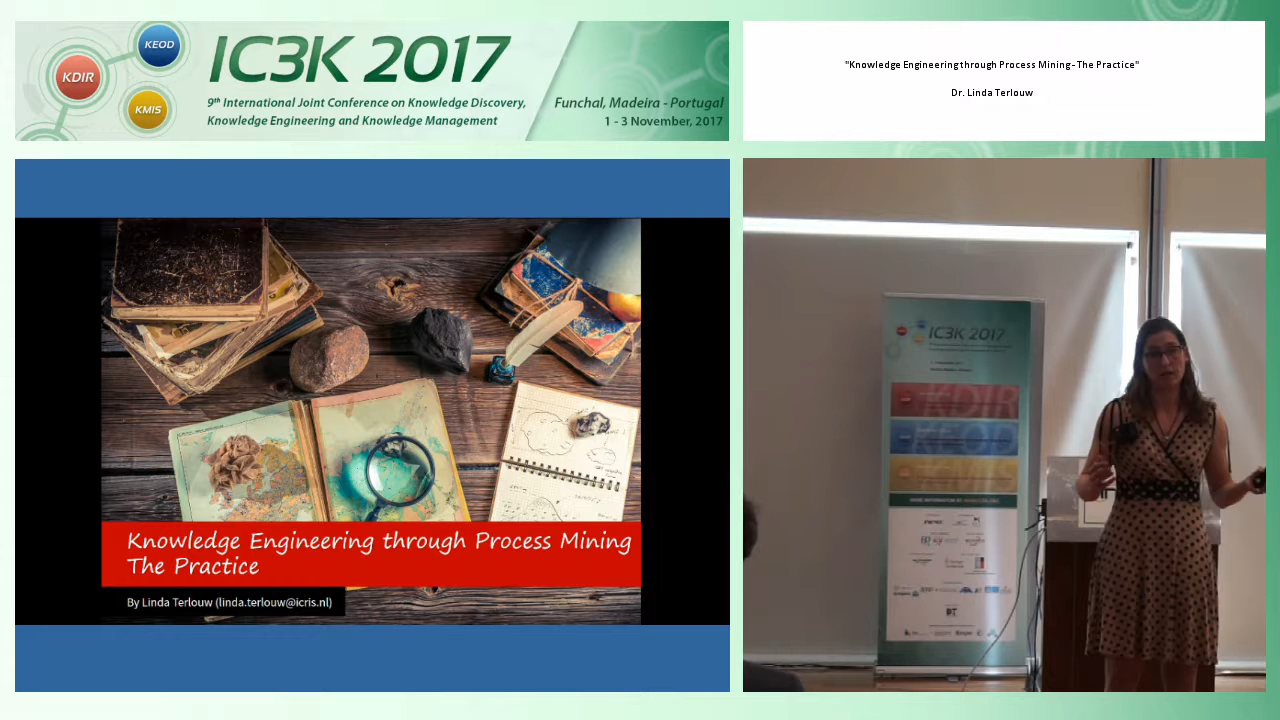 KEOD
KDIR
KMIS
IC3K 2017
9th International Joint Conference on Knowledge Discovery,
Knowledge Engineering and Knowledge Management
Funchal, Madeira - Portugal
1 - 3 November, 2017
"Knowledge Engineering through Process Mining - The Practice"
Dr. Linda Terlouw
Knowledge Engineering through Process Mining
The Practice
By Linda Terlouw (linda.terlouw@icris.nl)
IC3K 2017
KDIR
KEOD